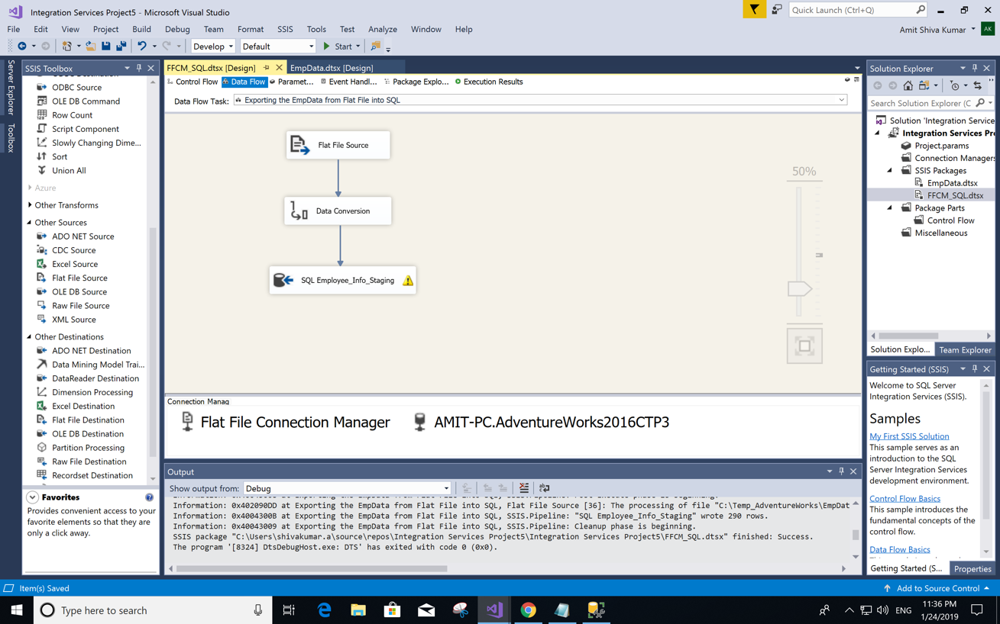 Integration Services Project5 - Microsoft Visual Studio
Quick Launch (Ctrl+Q)
File Edit View Project Build Debug Team Format SSIS Tools Test Analyze Window Help
Amit Shiva Kumar AK
Develop Default Start
Server Explorer
Toolbox
SSIS Toolbox
ODBC Source
OLE DB Command
Row Count
Script Component
Slowly Changing Dime...
Sort
Union All
Azure
Other Transforms
Other Sources
ADO NET Source
CDC Source
Excel Source
Flat File Source
OLE DB Source
Raw File Source
XML Source
Other Destinations
ADO NET Destination
Data Mining Model Trai...
DataReader Destination
Dimension Processing
Excel Destination
Flat File Destination
OLE DB Destination
Partition Processing
Raw File Destination
Recordset Destination
Favorites
Provides convenient access to your
favorite elements so that they are
only a click away.
FFCM_SQL.dtsx [Design] EmpData.dtsx [Design]
Control Flow Data Flow Paramet... Event Handl... Package Explo... Execution Results
Data Flow Task: Exporting the EmpData from Flat File into SQL
Flat File Source
Data Conversion
SQL Employee_Info_Staging
50%
Connection Manag
Flat File Connection Manager AMIT-PC.AdventureWorks2016CTP3
Output
Show output from: Debug
Information: 0x402090DD at Exporting the EmpData from Flat File into SQL, Flat File Source [36]: The processing of file "C:\Temp_AdventureWorks\EmpDat
Information: 0x4004300B at Exporting the EmpData from Flat File into SQL, SSIS.Pipeline: "SQL Employee_Info_Staging" wrote 290 rows.
Information: 0x40043009 at Exporting the EmpData from Flat File into SQL, SSIS.Pipeline: Cleanup phase is beginning.
SSIS package "C:\Users\shivakumar.a\source\repos\Integration Services Project5\Integration Services Project5\FFCM_SQL.dtsx" finished: Success.
The program '[8324] DtsDebugHost.exe: DTS' has exited with code 0 (0x0).
Solution Explorer
Search Solution Explorer (C
Solution 'Integration Service
Integration Services Pr
Project.params
Connection Managers
SSIS Packages
EmpData.dtsx
FFCM_SQL.dtsx
Package Parts
Control Flow
Miscellaneous
Solution Explo... Team Explorer
Getting Started (SSIS)
Welcome to SQL Server
Integration Services (SSIS).
Samples
My First SSIS Solution
This sample serves as an
introduction to the SQL
Server Integration Services
development environment.
Control Flow Basics
This sample introduces the
fundamental concepts of the
control flow.
Data Flow Basics
Getting Started (S... Properties
Item(s) Saved
Add to Source Control
Type here to search
ENG
11:36 PM
1/24/2019